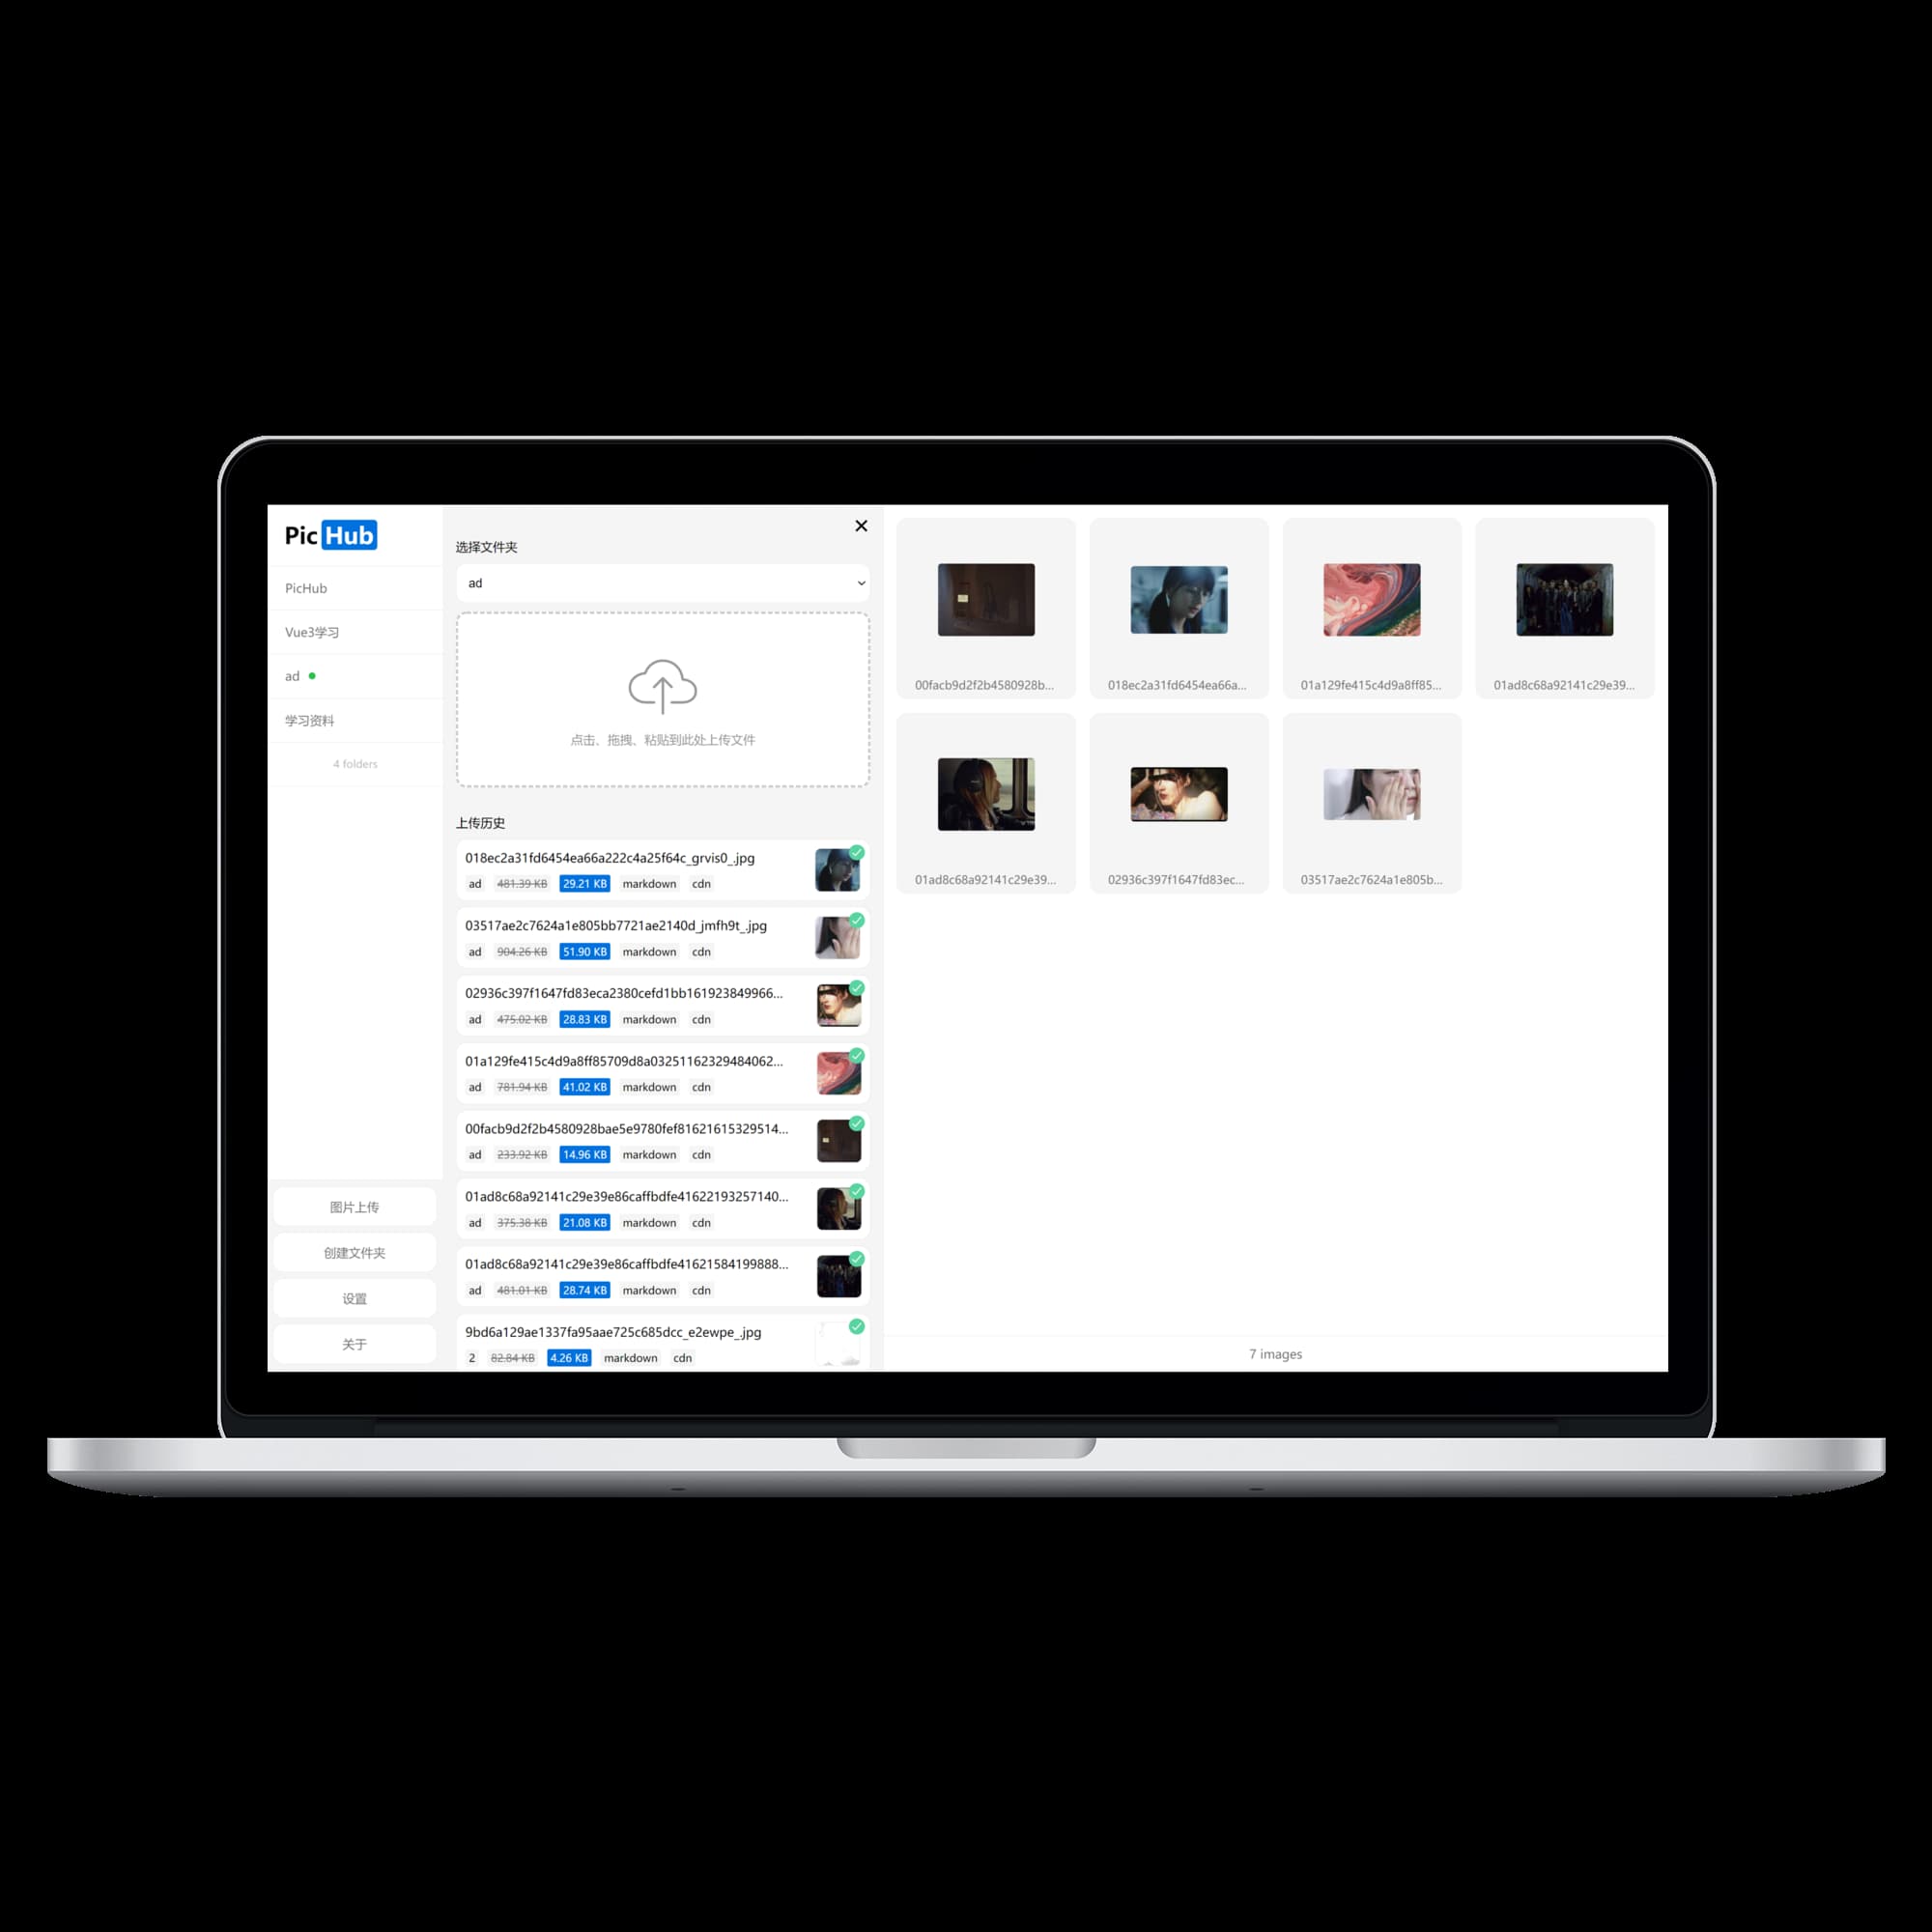 PicHub
PicHub
Vue3学习
ad
学习资料
4 folders
图片上传
创建文件夹
设置
关于
选择文件夹
ad
点击、拖拽、粘贴到此处上传文件
上传历史
018ec2a31fd6454ea66a222c4a25f64c_grvis0_.jpg
ad 481.39 KB 29.21 KB markdown cdn
03517ae2c7624a1e805bb7721ae2140d_jmfh9t_.jpg
ad 904.26 KB 51.90 KB markdown cdn
02936c397f1647fd83eca2380cefd1bb161923849966...
ad 475.02 KB 28.83 KB markdown cdn
01a129fe415c4d9a8ff85709d8a03251162329484062...
ad 781.94 KB 41.02 KB markdown cdn
00facb9d2f2b4580928bae5e9780fef81621615329514...
ad 233.92 KB 14.96 KB markdown cdn
01ad8c68a92141c29e39e86caffbdfe41622193257140...
ad 375.38 KB 21.08 KB markdown cdn
01ad8c68a92141c29e39e86caffbdfe41621584199888...
ad 481.01 KB 28.74 KB markdown cdn
9bd6a129ae1337fa95aae725c685dcc_e2ewpe_.jpg
2 82.84 KB 4.26 KB markdown cdn
00facb9d2f2b4580928b...
018ec2a31fd6454ea66a...
01a129fe415c4d9a8ff85...
01ad8c68a92141c29e39...
01ad8c68a92141c29e39...
02936c397f1647fd83ec...
03517ae2c7624a1e805b...
7 images